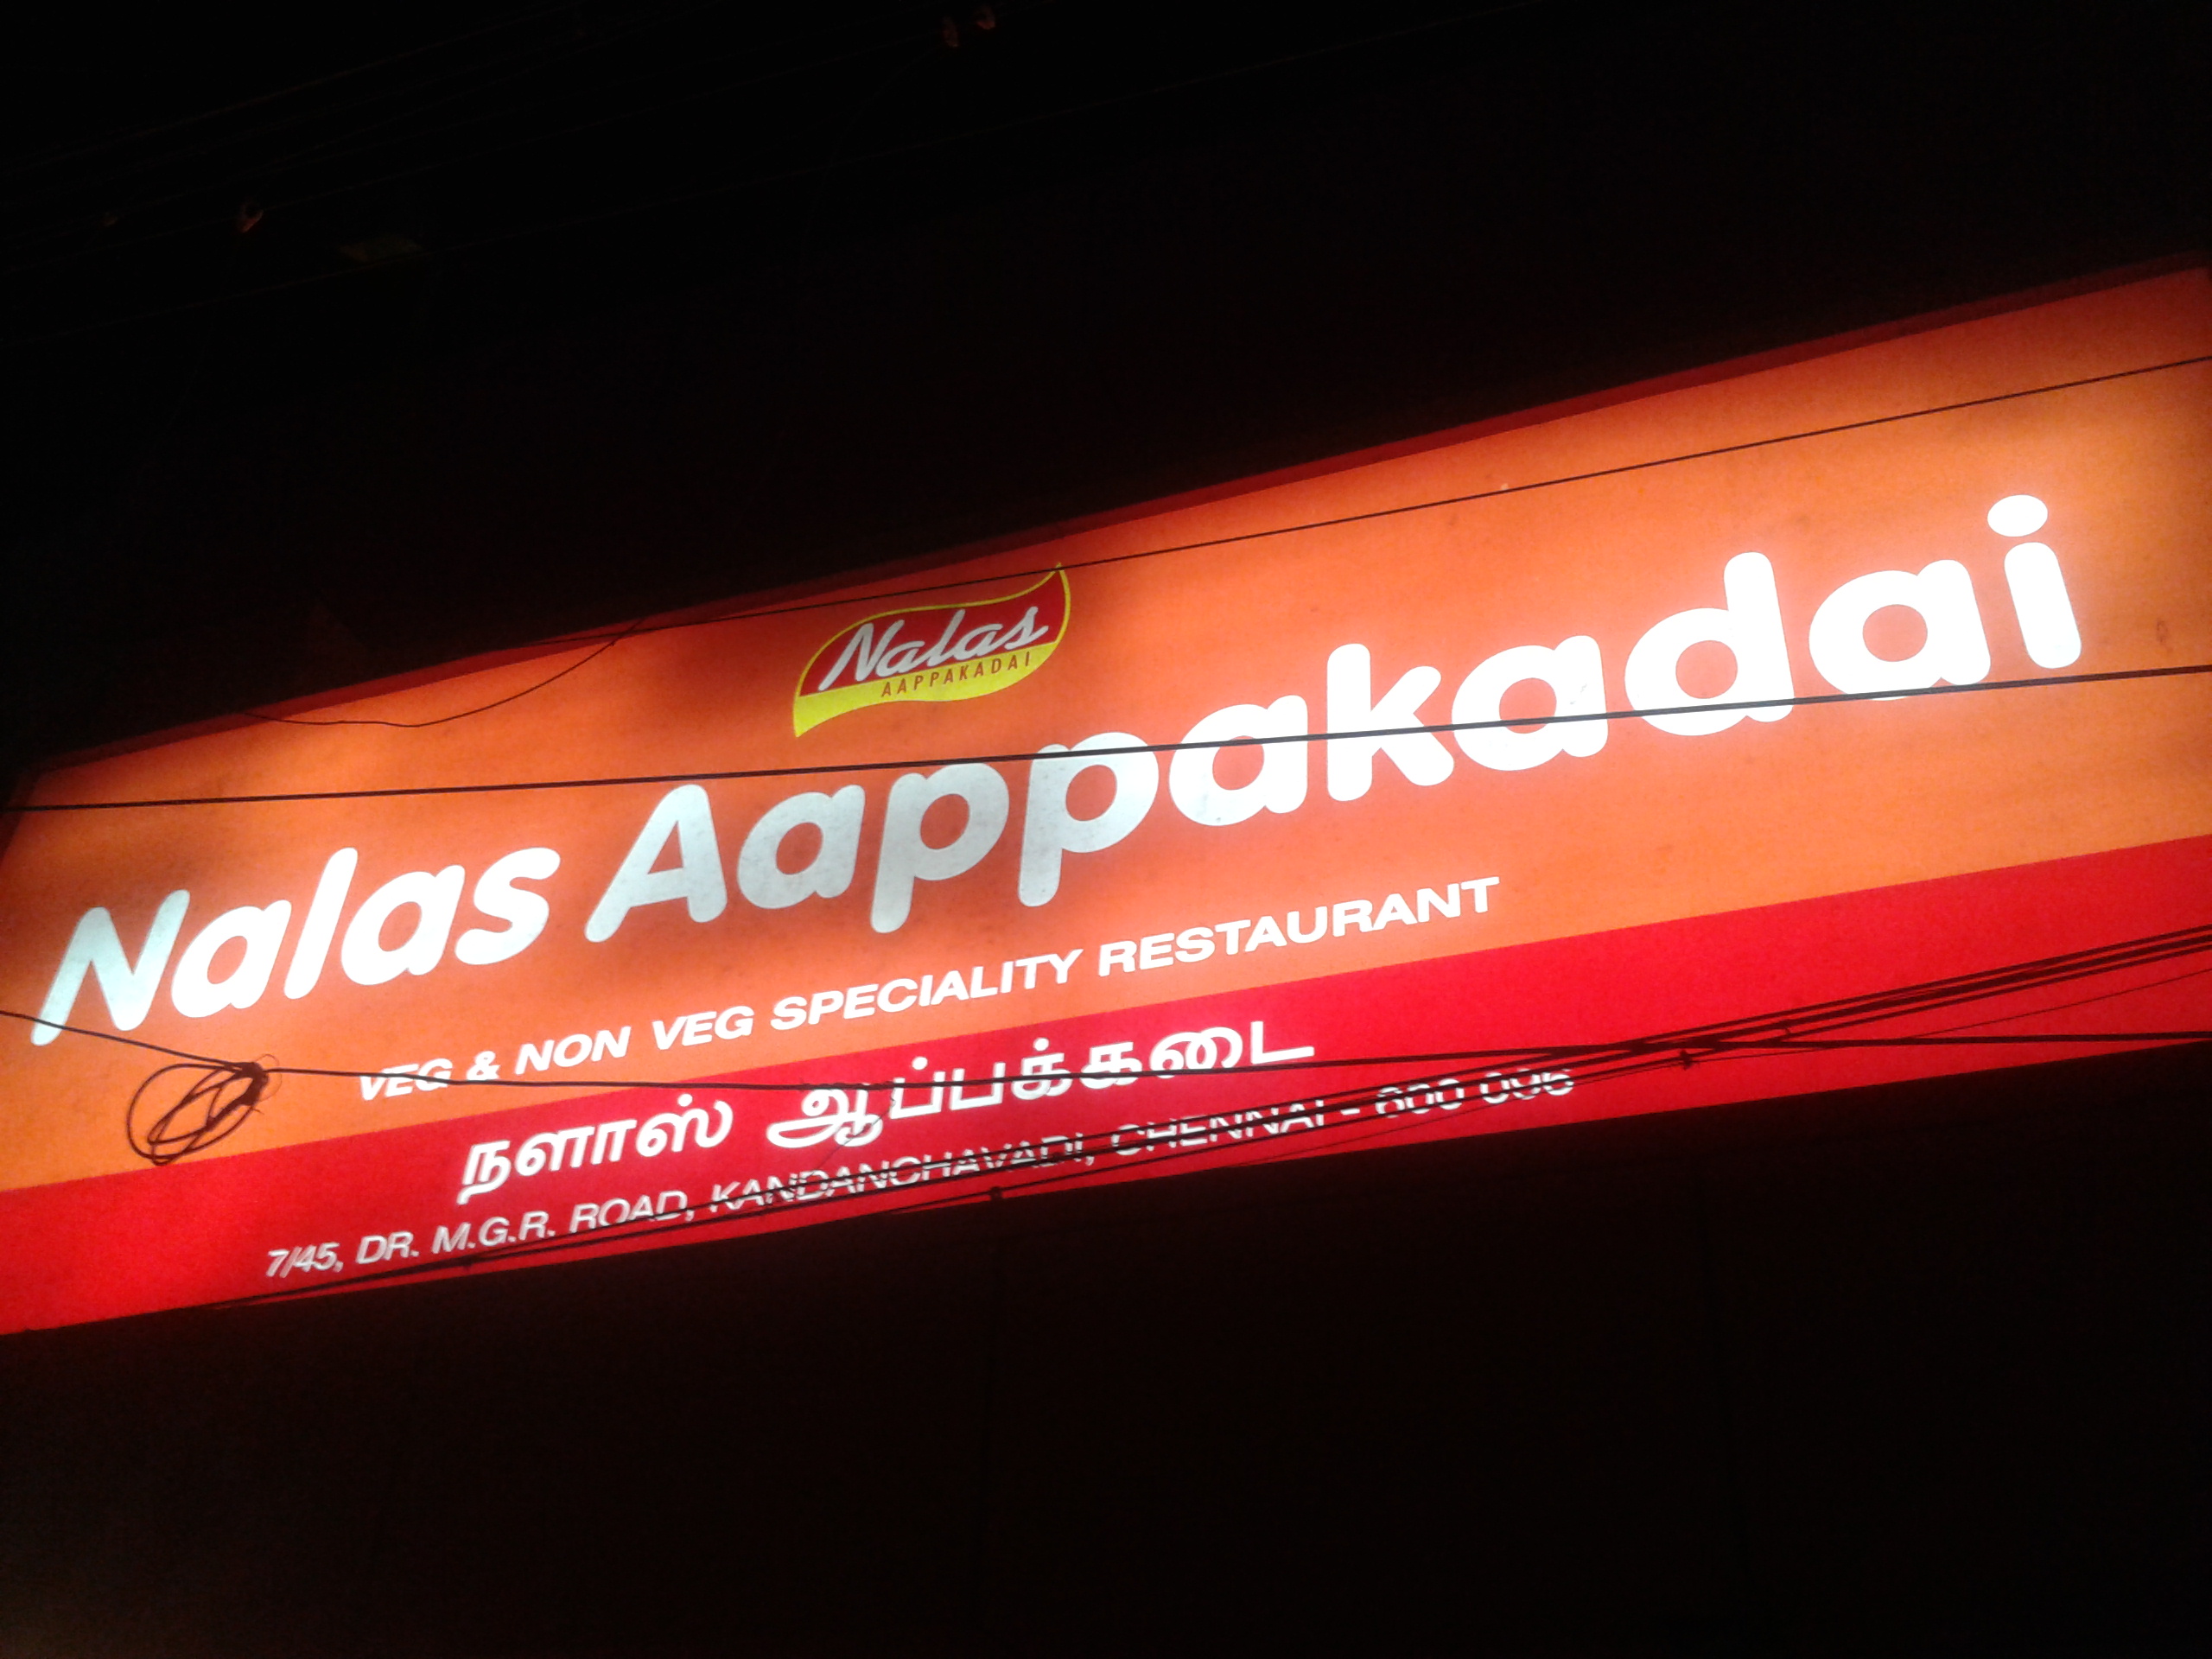 Nalas
AAPPAKADAI
Nalas Aappakadai
VEG & NON VEG SPECIALITY RESTAURANT
நளாஸ் ஆப்பக்கடை
7/45, DR. M.G.R. ROAD, KANDANCHAVADI, CHENNAI - 600 096